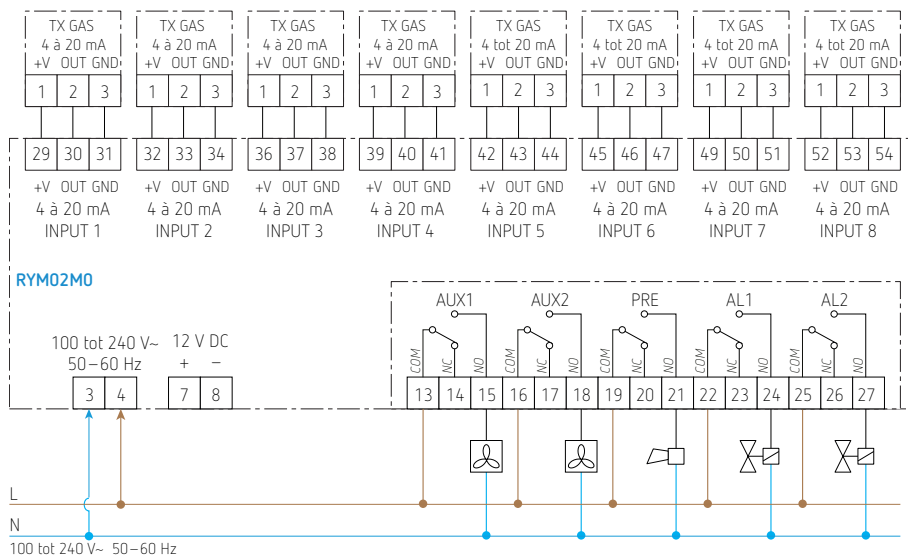 TX GAS TX GAS TX GAS TX GAS TX GAS TX GAS TX GAS TX GAS
4 à 20 mA 4 à 20 mA 4 à 20 mA 4 à 20 mA 4 tot 20 mA 4 tot 20 mA 4 tot 20 mA 4 tot 20 mA
+V OUT GND +V OUT GND +V OUT GND +V OUT GND +V OUT GND +V OUT GND +V OUT GND +V OUT GND
1 2 3 1 2 3 1 2 3 1 2 3 1 2 3 1 2 3 1 2 3 1 2 3
29 30 31 32 33 34 36 37 38 39 40 41 42 43 44 45 46 47 49 50 51 52 53 54
+V OUT GND +V OUT GND +V OUT GND +V OUT GND +V OUT GND +V OUT GND +V OUT GND +V OUT GND
4 à 20 mA 4 à 20 mA 4 à 20 mA 4 à 20 mA 4 à 20 mA 4 à 20 mA 4 à 20 mA 4 à 20 mA
INPUT 1 INPUT 2 INPUT 3 INPUT 4 INPUT 5 INPUT 6 INPUT 7 INPUT 8
RYM02M0
AUX1 AUX2 PRE AL1 AL2
100 tot 240 V~ 12 V DC
50–60 Hz + −
COM NC NO COM NC NO COM NC NO COM NC NO COM NC NO
3 4 7 8 13 14 15 16 17 18 19 20 21 22 23 24 25 26 27
L
N
100 tot 240 V~ 50–60 Hz